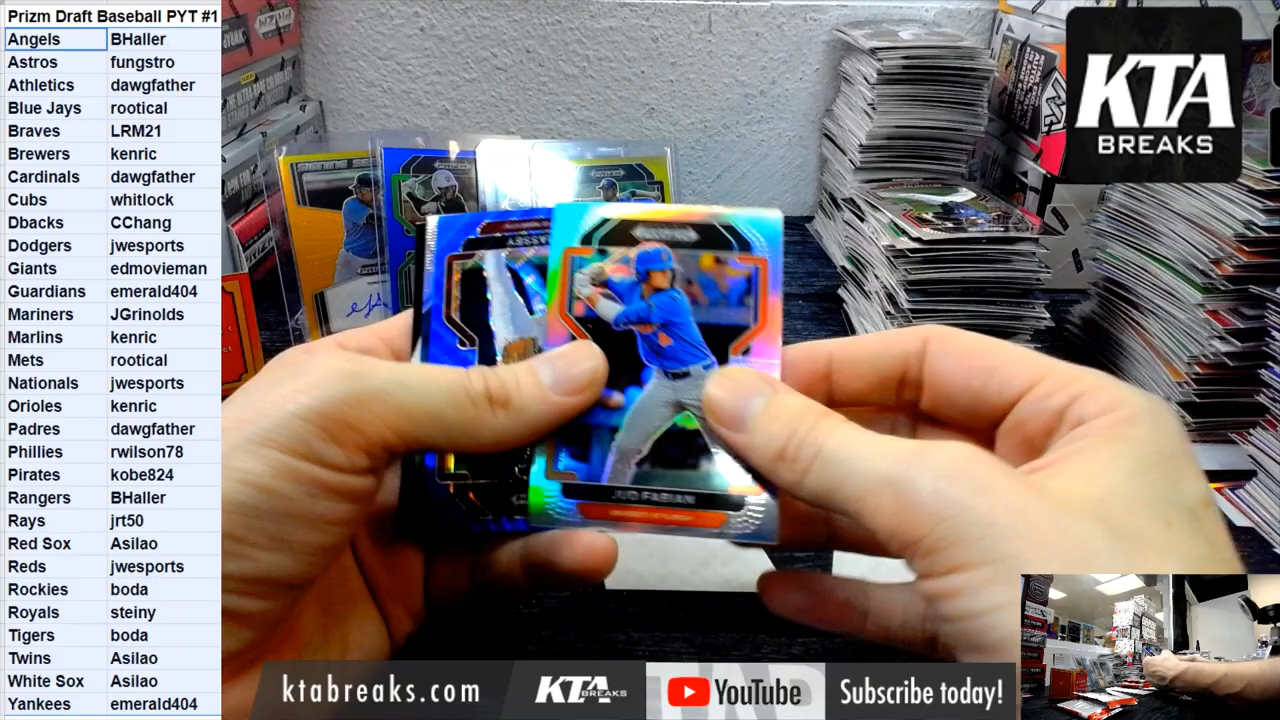 Prizm Draft Baseball PYT #1
Angels BHaller
Astros fungstro
Athletics dawgfather
Blue Jays rootical
Braves LRM21
Brewers kenric
Cardinals dawgfather
Cubs whitlock
Dbacks CChang
Dodgers jwesports
Giants edmovieman
Guardians emerald404
Mariners JGrinolds
Marlins kenric
Mets rootical
Nationals jwesports
Orioles kenric
Padres dawgfather
Phillies rwilson78
Pirates kobe824
Rangers BHaller
Rays jrt50
Red Sox Asilao
Reds jwesports
Rockies boda
Royals steiny
Tigers boda
Twins Asilao
White Sox Asilao
Yankees emerald404
KTA
BREAKS
PRIZM
JUD FABIAN
ktabreaks.com
KTA BREAKS
YouTube
Subscribe today!